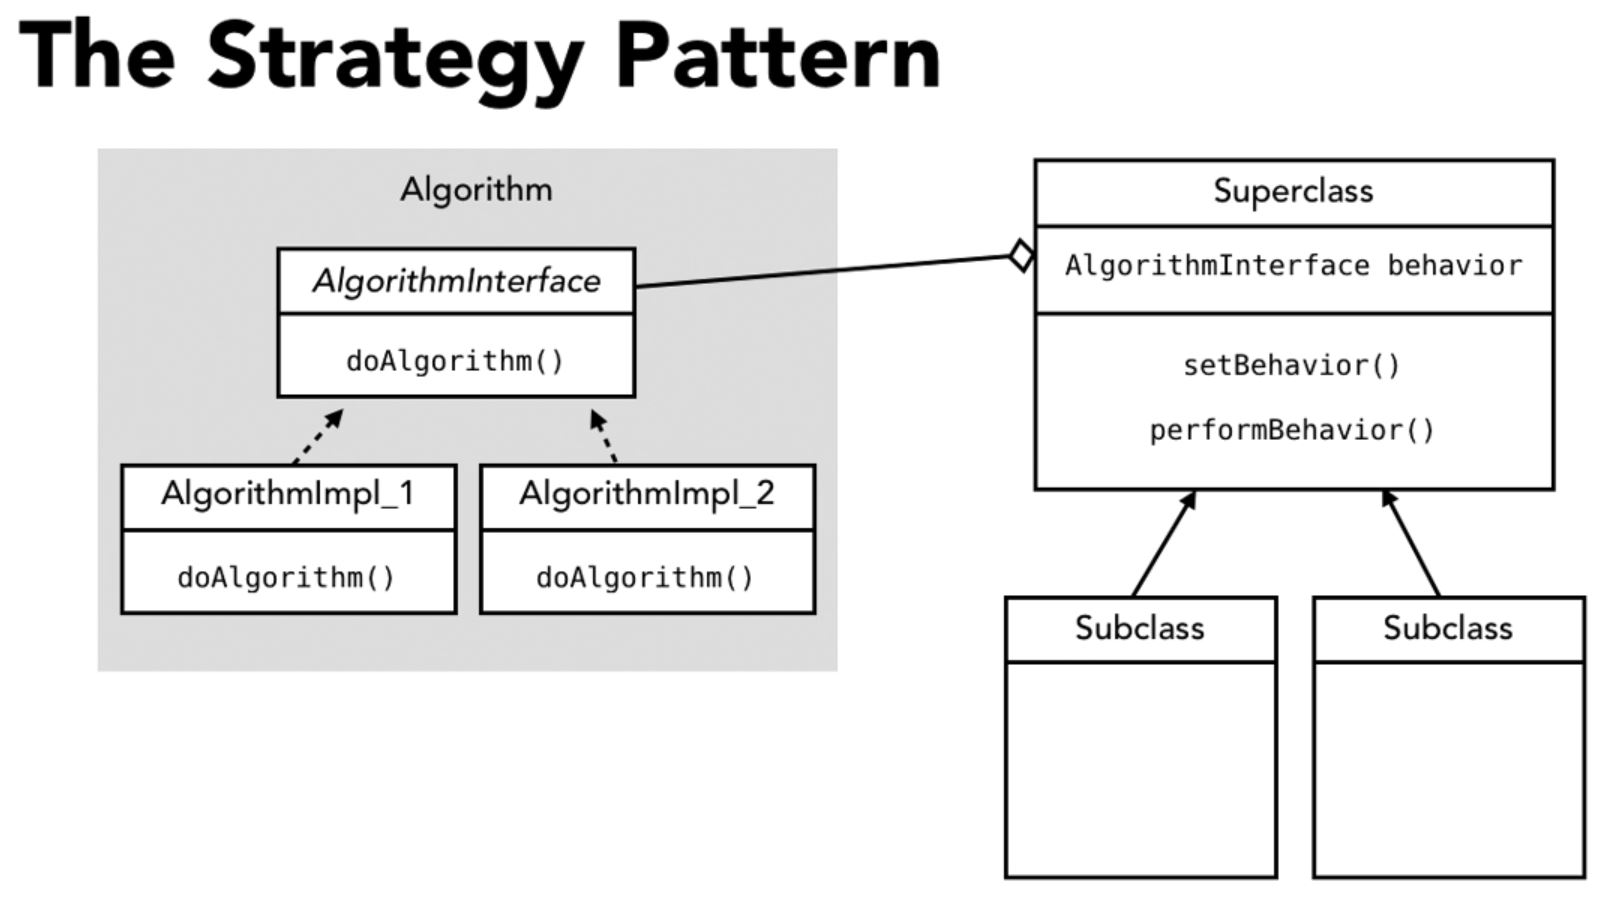 The Strategy Pattern
Algorithm
AlgorithmInterface
doAlgorithm()
AlgorithmImpl_1
doAlgorithm()
AlgorithmImpl_2
doAlgorithm()
Superclass
AlgorithmInterface behavior
setBehavior()
performBehavior()
Subclass
Subclass